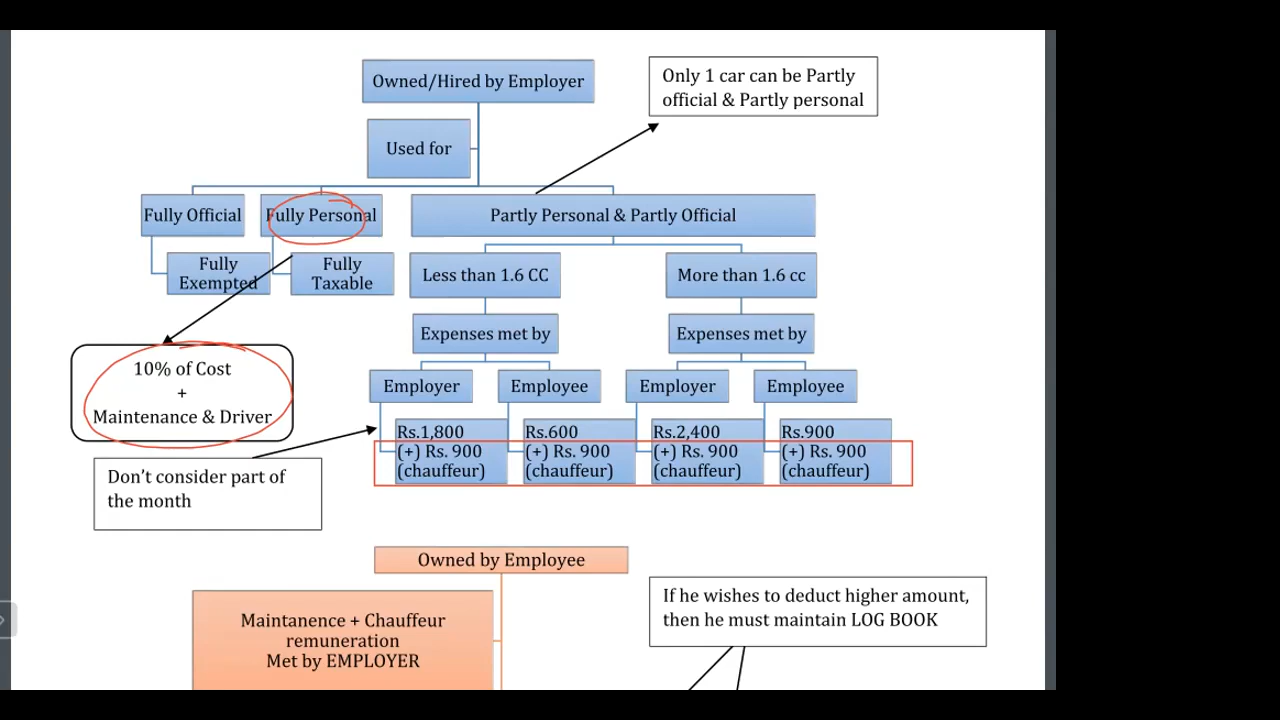 Owned/Hired by Employer
Only 1 car can be Partly
official & Partly personal
Used for
Fully Official
Fully Personal
Partly Personal & Partly Official
Fully
Exempted
Fully
Taxable
Less than 1.6 CC
More than 1.6 cc
Expenses met by
Expenses met by
10% of Cost
+
Maintenance & Driver
Employer
Employee
Employer
Employee
Rs.1,800
(+) Rs. 900
(chauffeur)
Rs.600
(+) Rs. 900
(chauffeur)
Rs.2,400
(+) Rs. 900
(chauffeur)
Rs.900
(+) Rs. 900
(chauffeur)
Don't consider part of
the month
Owned by Employee
Maintanence + Chauffeur
remuneration
Met by EMPLOYER
If he wishes to deduct higher amount,
then he must maintain LOG BOOK